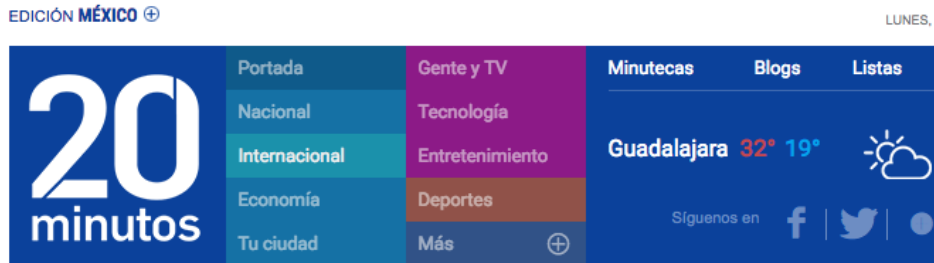 EDICIÓN MÉXICO
LUNES,
20
minutos
Portada
Nacional
Internacional
Economía
Tu ciudad
Gente y TV
Tecnología
Entretenimiento
Deportes
Más
Minutecas Blogs Listas
Guadalajara 32° 19°
Síguenos en